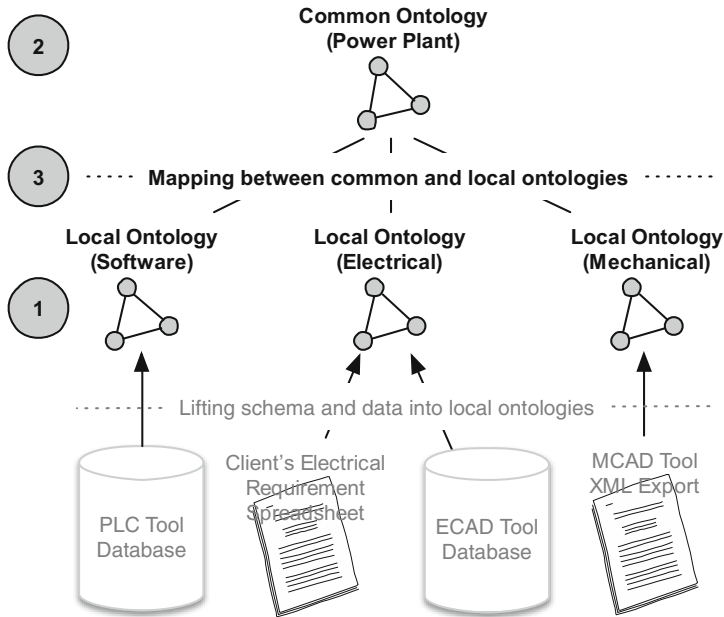 Common Ontology
(Power Plant)
2
3
Mapping between common and local ontologies
Local Ontology
(Software)
Local Ontology
(Electrical)
Local Ontology
(Mechanical)
1
Lifting schema and data into local ontologies
PLC Tool
Database
Client's Electrical
Requirement
Spreadsheet
ECAD Tool
Database
MCAD Tool
XML Export